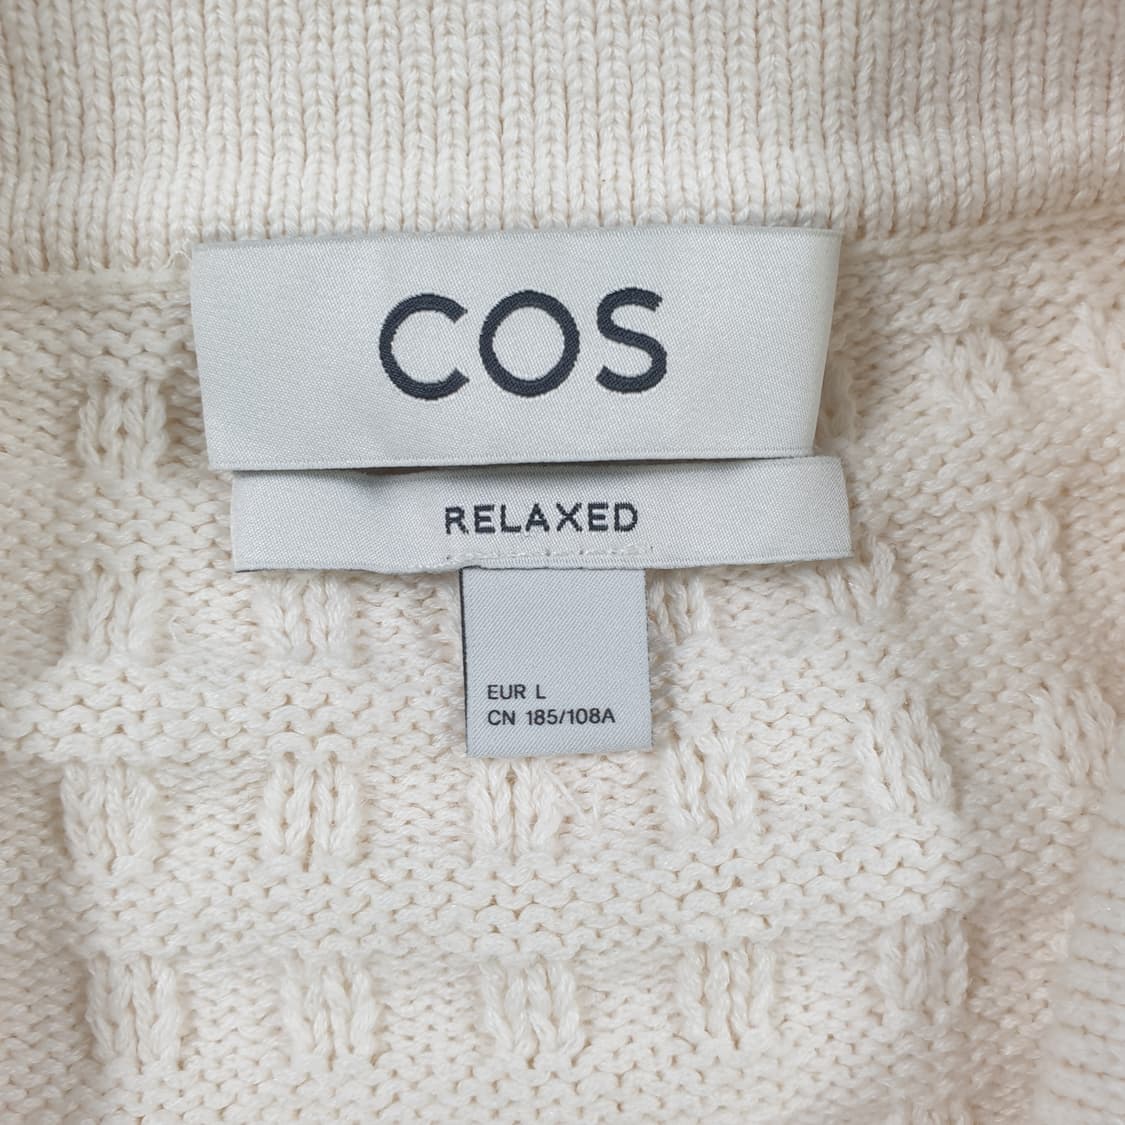 COS
RELAXED
EUR L
CN 185/108A